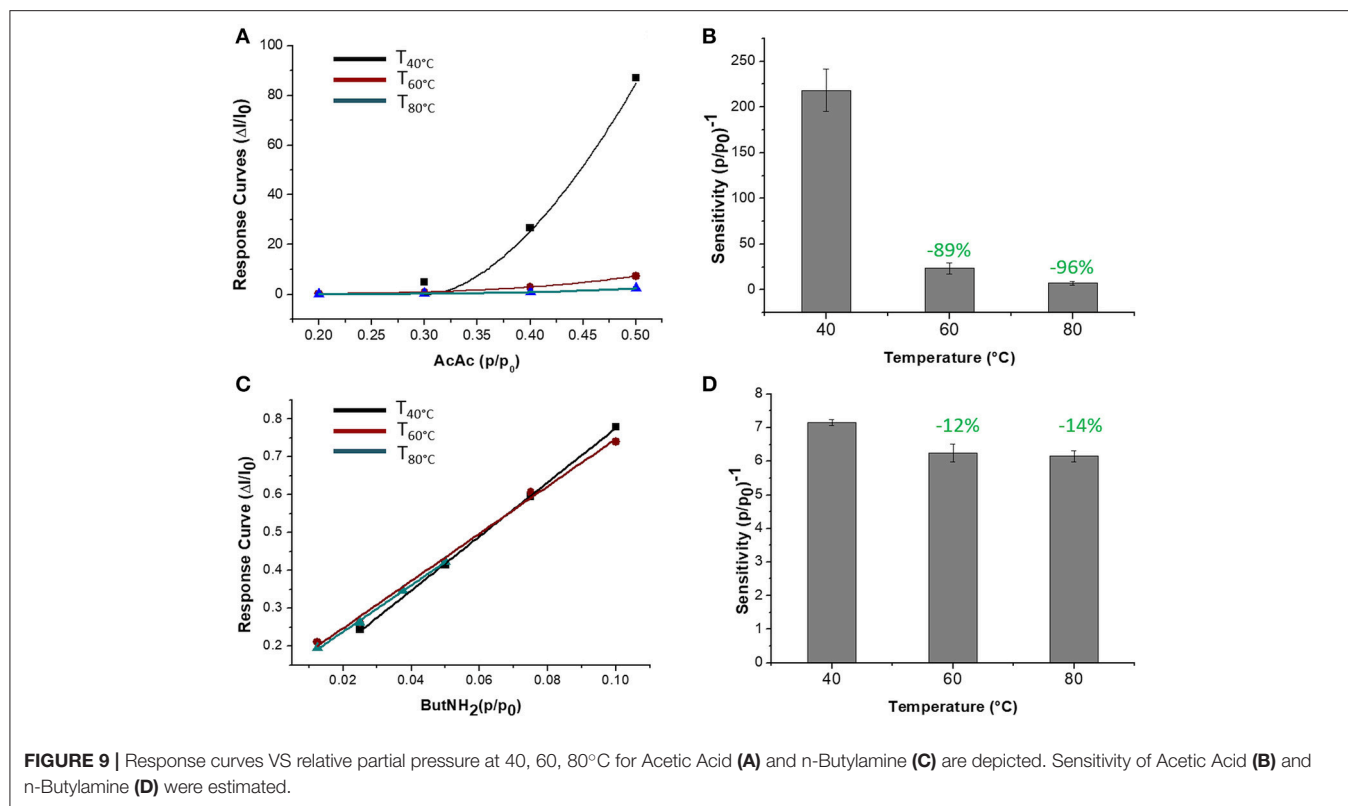 A
100
80
60
40
20
0
Response Curves (ΔI/I0)
T40°C
T60°C
T80°C
0.20 0.25 0.30 0.35 0.40 0.45 0.50
AcAc (p/p0)
B
250
200
150
100
50
0
Sensitivity (p/p0)-1
-89%
-96%
40 60 80
Temperature (°C)
C
0.8
0.7
0.6
0.5
0.4
0.3
0.2
Response Curve (ΔI/I0)
T40°C
T60°C
T80°C
0.02 0.04 0.06 0.08 0.10
ButNH2(p/p0)
D
8
7
6
5
4
3
2
1
0
Sensitivity (p/p0)-1
-12%
-14%
40 60 80
Temperature (°C)
FIGURE 9 | Response curves VS relative partial pressure at 40, 60, 80°C for Acetic Acid (A) and n-Butylamine (C) are depicted. Sensitivity of Acetic Acid (B) and
n-Butylamine (D) were estimated.